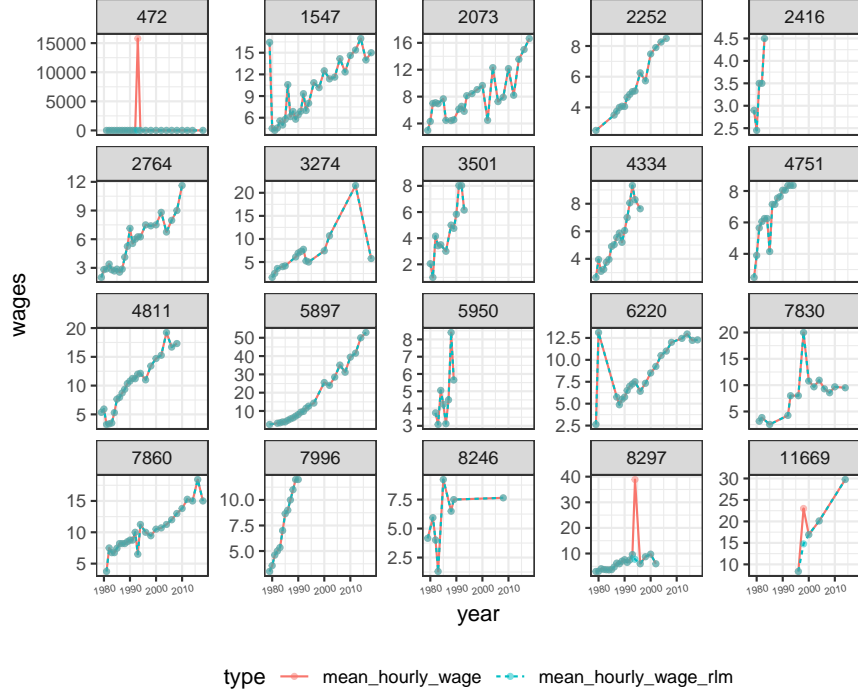 472 1547 2073 2252 2416
15000 10000 5000 0
15 12 9 6
16 12 8 4
8 6 4
4.5 4.0 3.5 3.0 2.5
2764 3274 3501 4334 4751
12 9 6 3
20 15 10 5
8 6 4 2
8 6 4
8 6 4
wages
4811 5897 5950 6220 7830
20 15 10 5
50 40 30 20 10
8 7 6 5 4 3
12.5 10.0 7.5 5.0 2.5
20 15 10 5
7860 7996 8246 8297 11669
15 10 5
10.0 7.5 5.0
7.5 5.0 2.5
40 30 20 10
30 25 20 15 10
1980 1990 2000 2010 1980 1990 2000 2010 1980 1990 2000 2010 1980 1990 2000 2010 1980 1990 2000 2010
year
type mean_hourly_wage mean_hourly_wage_rlm